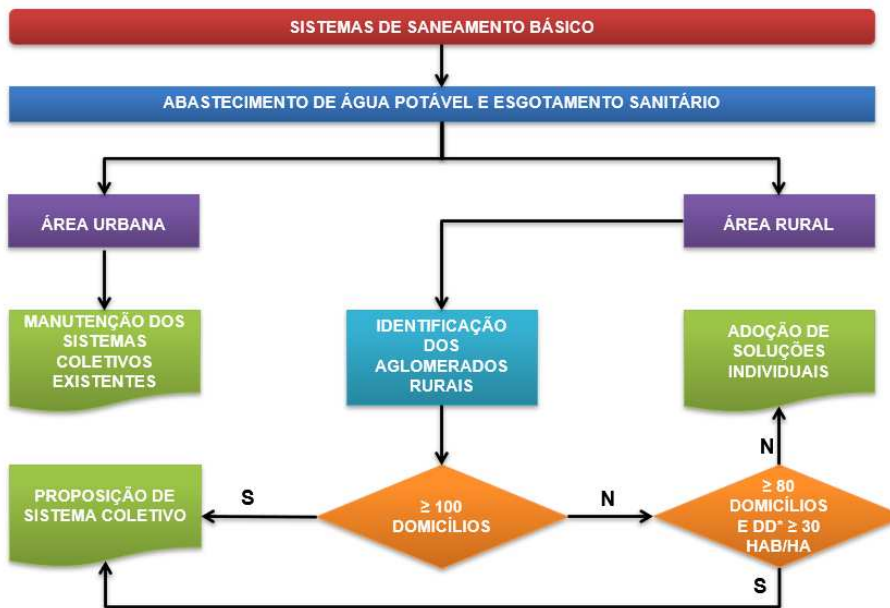 SISTEMAS DE SANEAMENTO BÁSICO
ABASTECIMENTO DE ÁGUA POTÁVEL E ESGOTAMENTO SANITÁRIO
ÁREA URBANA
ÁREA RURAL
MANUTENÇÃO DOS
SISTEMAS
COLETIVOS
EXISTENTES
IDENTIFICAÇÃO
DOS
AGLOMERADOS
RURAIS
ADOÇÃO DE
SOLUÇÕES
INDIVIDUAIS
N
PROPOSIÇÃO DE
SISTEMA COLETIVO
S
≥ 100
DOMICÍLIOS
N
≥ 80
DOMICÍLIOS
E DD* ≥ 30
HAB/HA
S